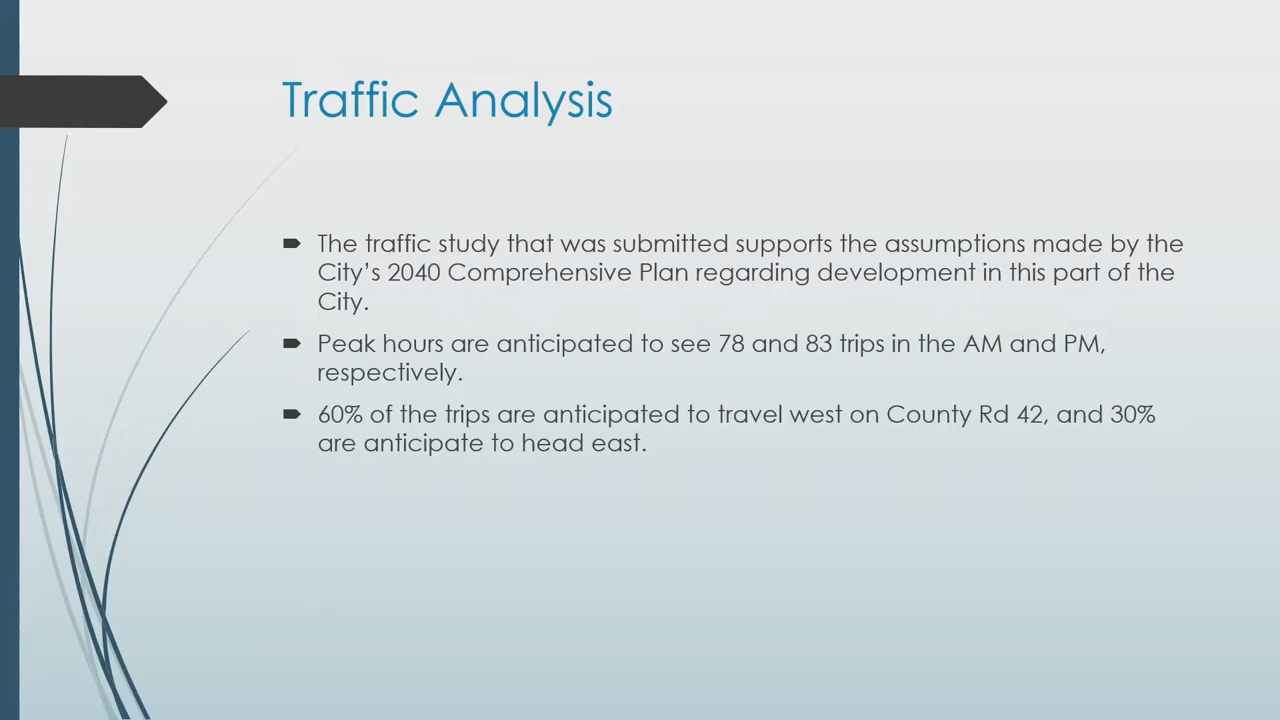 Traffic Analysis
The traffic study that was submitted supports the assumptions made by the
City’s 2040 Comprehensive Plan regarding development in this part of the
City.
Peak hours are anticipated to see 78 and 83 trips in the AM and PM,
respectively.
60% of the trips are anticipated to travel west on County Rd 42, and 30%
are anticipate to head east.